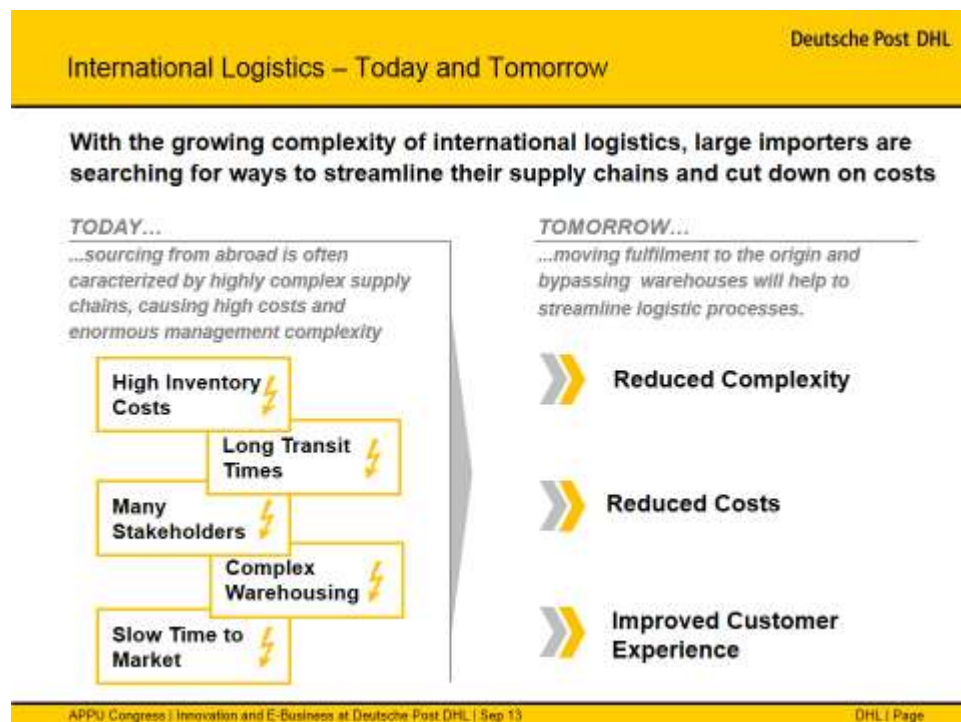 Deutsche Post DHL
International Logistics – Today and Tomorrow
With the growing complexity of international logistics, large importers are
searching for ways to streamline their supply chains and cut down on costs
TODAY...
...sourcing from abroad is often
caracterized by highly complex supply
chains, causing high costs and
enormous management complexity
High Inventory
Costs
Long Transit
Times
Many
Stakeholders
Complex
Warehousing
Slow Time to
Market
TOMORROW...
...moving fulfilment to the origin and
bypassing warehouses will help to
streamline logistic processes.
Reduced Complexity
Reduced Costs
Improved Customer
Experience
APPU Congress | Innovation and E-Business at Deutsche Post DHL | Sep 13
DHL | Page